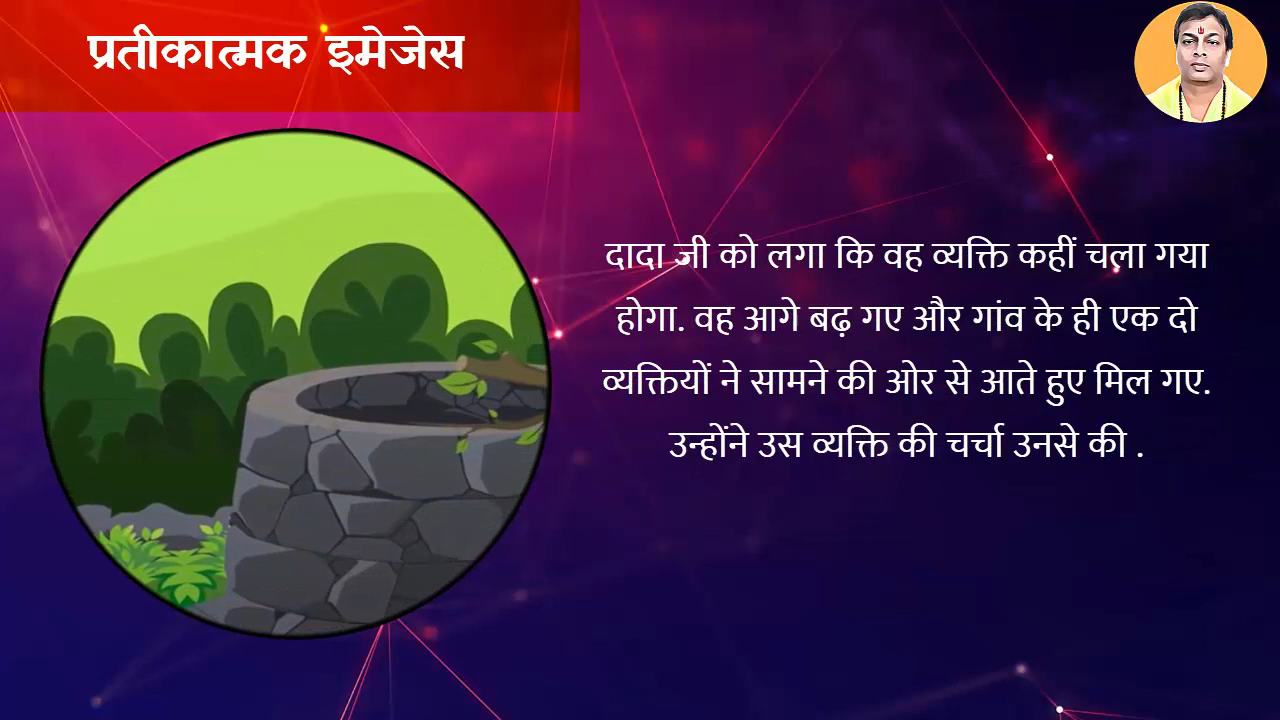 प्रतीकात्मक इमेजेस
दादा जी को लगा कि वह व्यक्ति कहीं चला गया
होगा. वह आगे बढ़ गए और गांव के ही एक दो
व्यक्तियों ने सामने की ओर से आते हुए मिल गए.
उन्होंने उस व्यक्ति की चर्चा उनसे की .